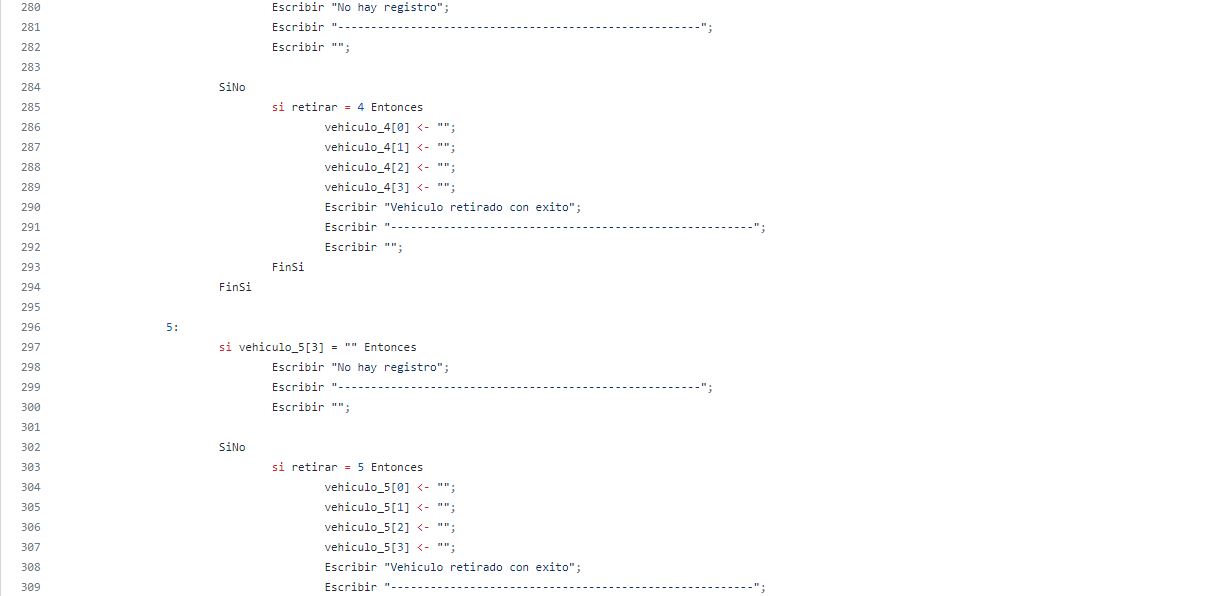 280 Escribir "No hay registro";
281 Escribir "-------------------------------------------------------";
282 Escribir "";
283
284 SiNo
285 si retirar = 4 Entonces
286 vehiculo_4[0] <- "";
287 vehiculo_4[1] <- "";
288 vehiculo_4[2] <- "";
289 vehiculo_4[3] <- "";
290 Escribir "Vehiculo retirado con exito";
291 Escribir "-------------------------------------------------------";
292 Escribir "";
293 FinSi
294 FinSi
295
296 5:
297 si vehiculo_5[3] = "" Entonces
298 Escribir "No hay registro";
299 Escribir "-------------------------------------------------------";
300 Escribir "";
301
302 SiNo
303 si retirar = 5 Entonces
304 vehiculo_5[0] <- "";
305 vehiculo_5[1] <- "";
306 vehiculo_5[2] <- "";
307 vehiculo_5[3] <- "";
308 Escribir "Vehiculo retirado con exito";
309 Escribir "-------------------------------------------------------";